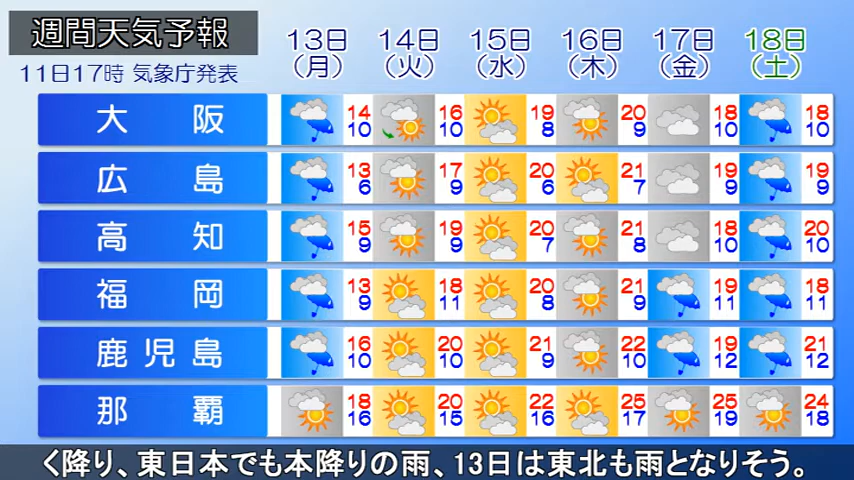 週間天気予報
11日17時 気象庁発表
13日 14日 15日 16日 17日 18日
(月) (火) (水) (木) (金) (土)
大阪 14 10 16 10 19 8 20 9 18 10 18 10
広島 13 6 17 9 20 6 21 7 19 9 19 9
高知 15 9 19 9 20 7 21 8 18 10 20 10
福岡 13 9 18 11 20 8 21 9 19 11 18 11
鹿児島 16 10 20 10 21 9 22 10 19 12 21 12
那覇 18 16 20 15 22 16 25 17 25 19 24 18
く降り、東日本でも本降りの雨、13日は東北も雨となりそう。